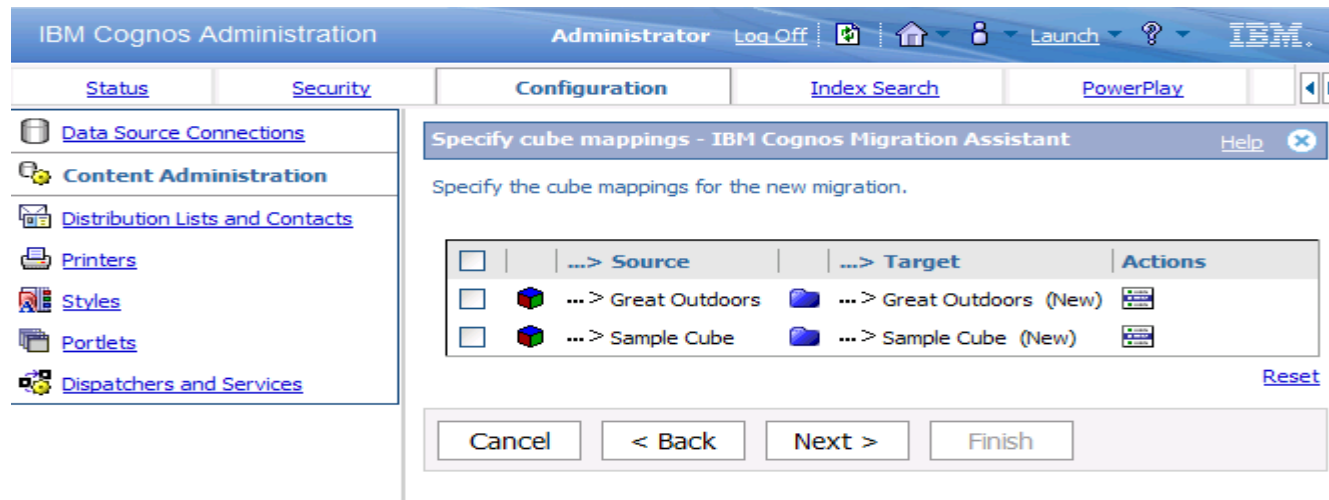 IBM Cognos Administration Administrator Log Off Launch ? IBM.
Status Security Configuration Index Search PowerPlay
Data Source Connections
Content Administration
Distribution Lists and Contacts
Printers
Styles
Portlets
Dispatchers and Services
Specify cube mappings - IBM Cognos Migration Assistant Help
Specify the cube mappings for the new migration.
...> Source ...> Target Actions
... > Great Outdoors ... > Great Outdoors (New)
... > Sample Cube ... > Sample Cube (New)
Reset
Cancel < Back Next > Finish